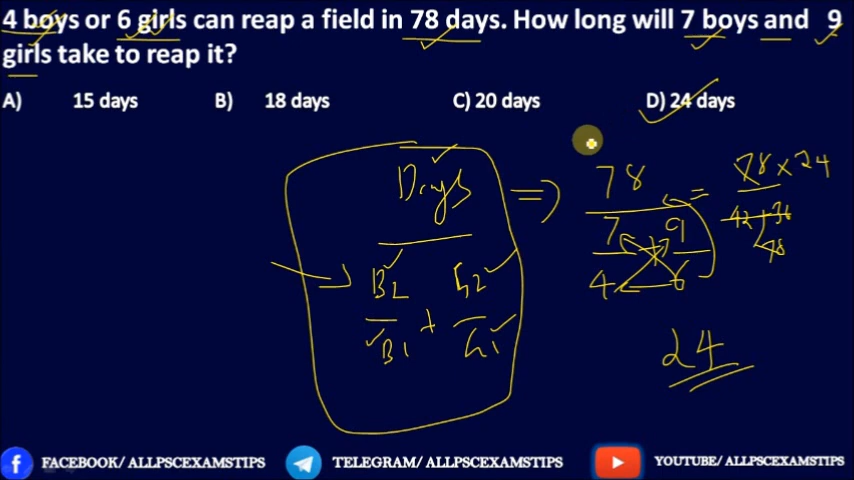 4 boys or 6 girls can reap a field in 78 days. How long will 7 boys and 9
girls take to reap it?
A) 15 days B) 18 days C) 20 days D) 24 days
Days
B2 G2
B1 + G1
=> 78 = 78 x 24
7 + 9 42 + 36
4 6 78
24
FACEBOOK/ ALLPSCEXAMSTIPS TELEGRAM/ ALLPSCEXAMSTIPS YOUTUBE/ ALLPSCEXAMSTIPS